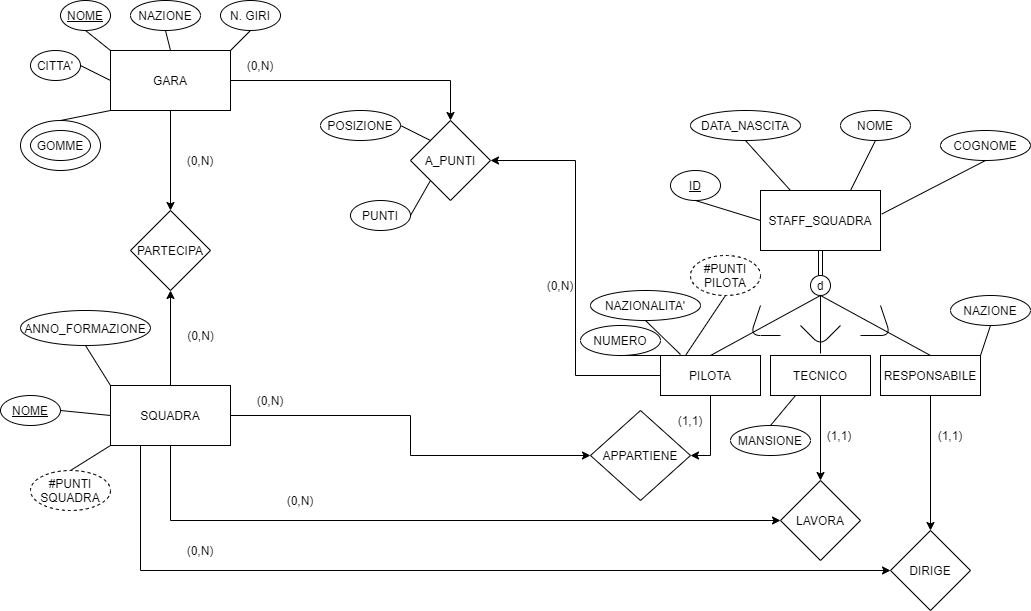 NOME
NAZIONE
N. GIRI
CITTA'
GARA
(0,N)
GOMME
POSIZIONE
A_PUNTI
PUNTI
(0,N)
DATA_NASCITA
NOME
COGNOME
ID
STAFF_SQUADRA
PARTECIPA
#PUNTI
PILOTA
d
(0,N)
NAZIONALITA'
NUMERO
NAZIONE
ANNO_FORMAZIONE
(0,N)
PILOTA
TECNICO
RESPONSABILE
NOME
SQUADRA
(0,N)
(1,1)
MANSIONE
(1,1)
(1,1)
APPARTIENE
#PUNTI
SQUADRA
(0,N)
LAVORA
(0,N)
DIRIGE